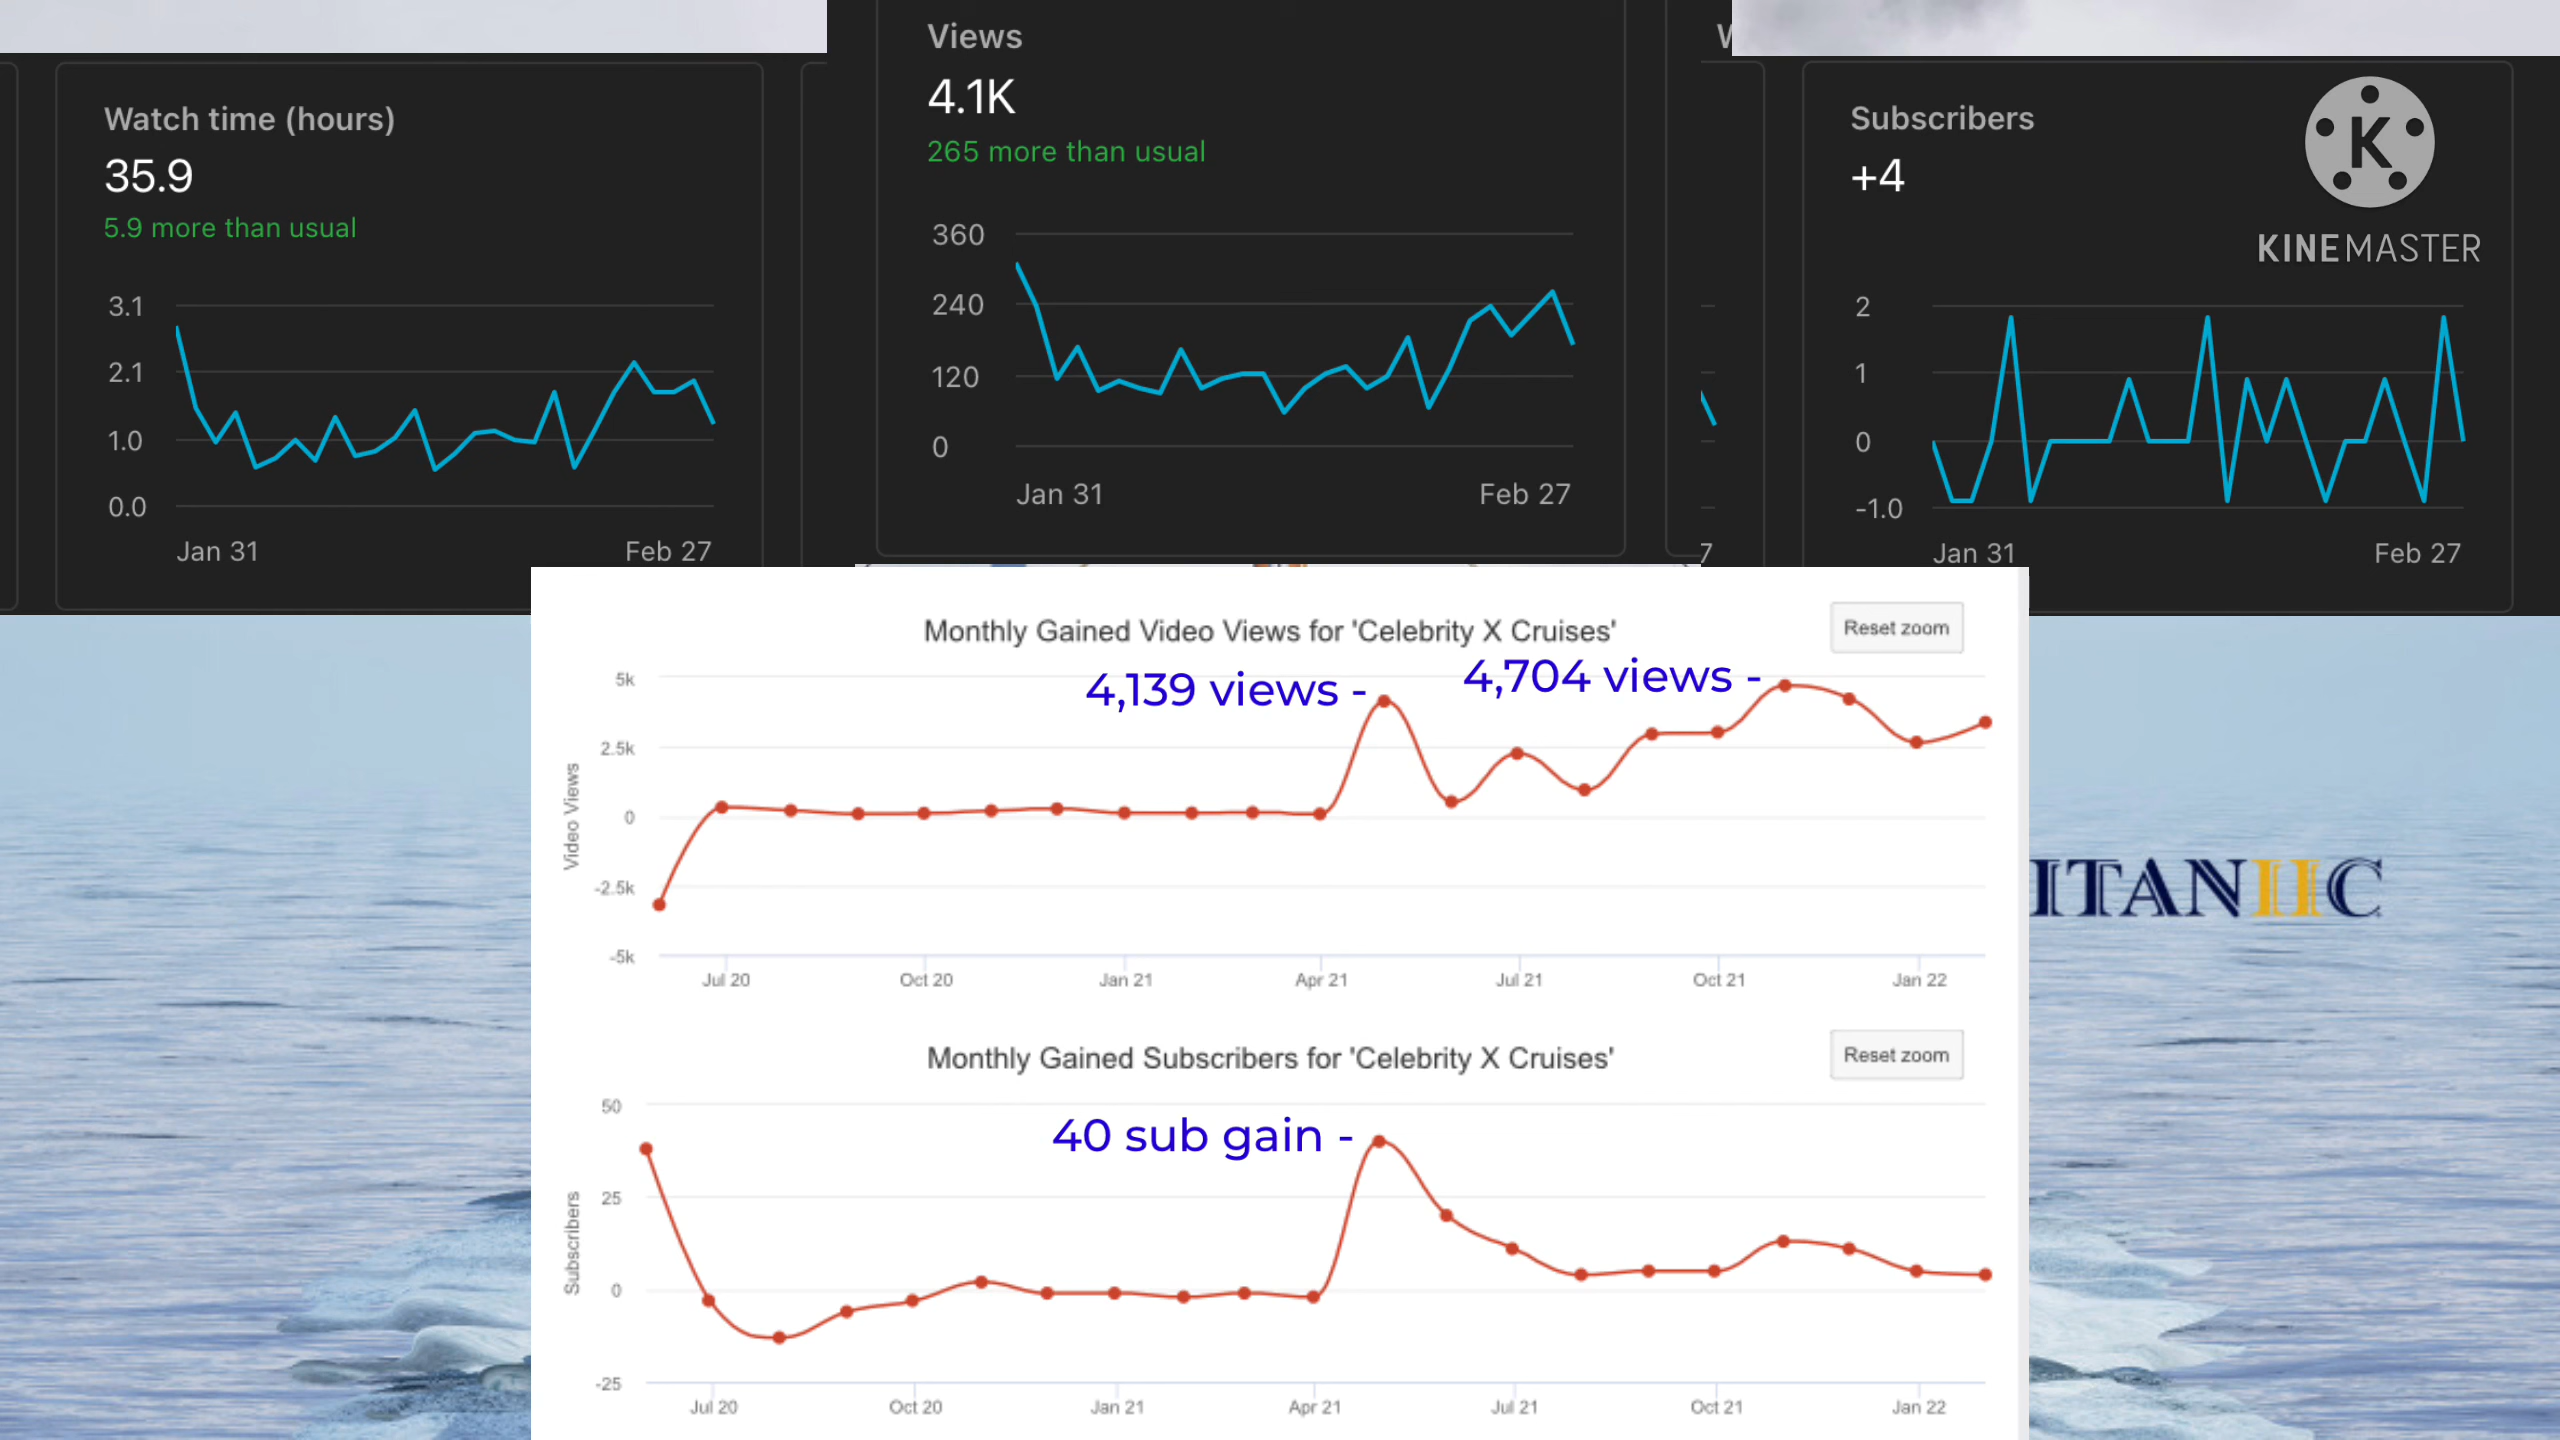 Watch time (hours)
35.9
5.9 more than usual
3.1
2.1
1.0
0.0
Jan 31 Feb 27
Views
4.1K
265 more than usual
360
240
120
0
Jan 31 Feb 27
7
Subscribers
+4
K
KINEMASTER
2
1
0
-1.0
Jan 31 Feb 27
Monthly Gained Video Views for 'Celebrity X Cruises'
Reset zoom
4,139 views -
4,704 views -
Video Views
5k
2.5k
0
-2.5k
-5k
Jul 20 Oct 20 Jan 21 Apr 21 Jul 21 Oct 21 Jan 22
Monthly Gained Subscribers for 'Celebrity X Cruises'
Reset zoom
40 sub gain -
Subscribers
50
25
0
-25
Jul 20 Oct 20 Jan 21 Apr 21 Jul 21 Oct 21 Jan 22
ITANIIC